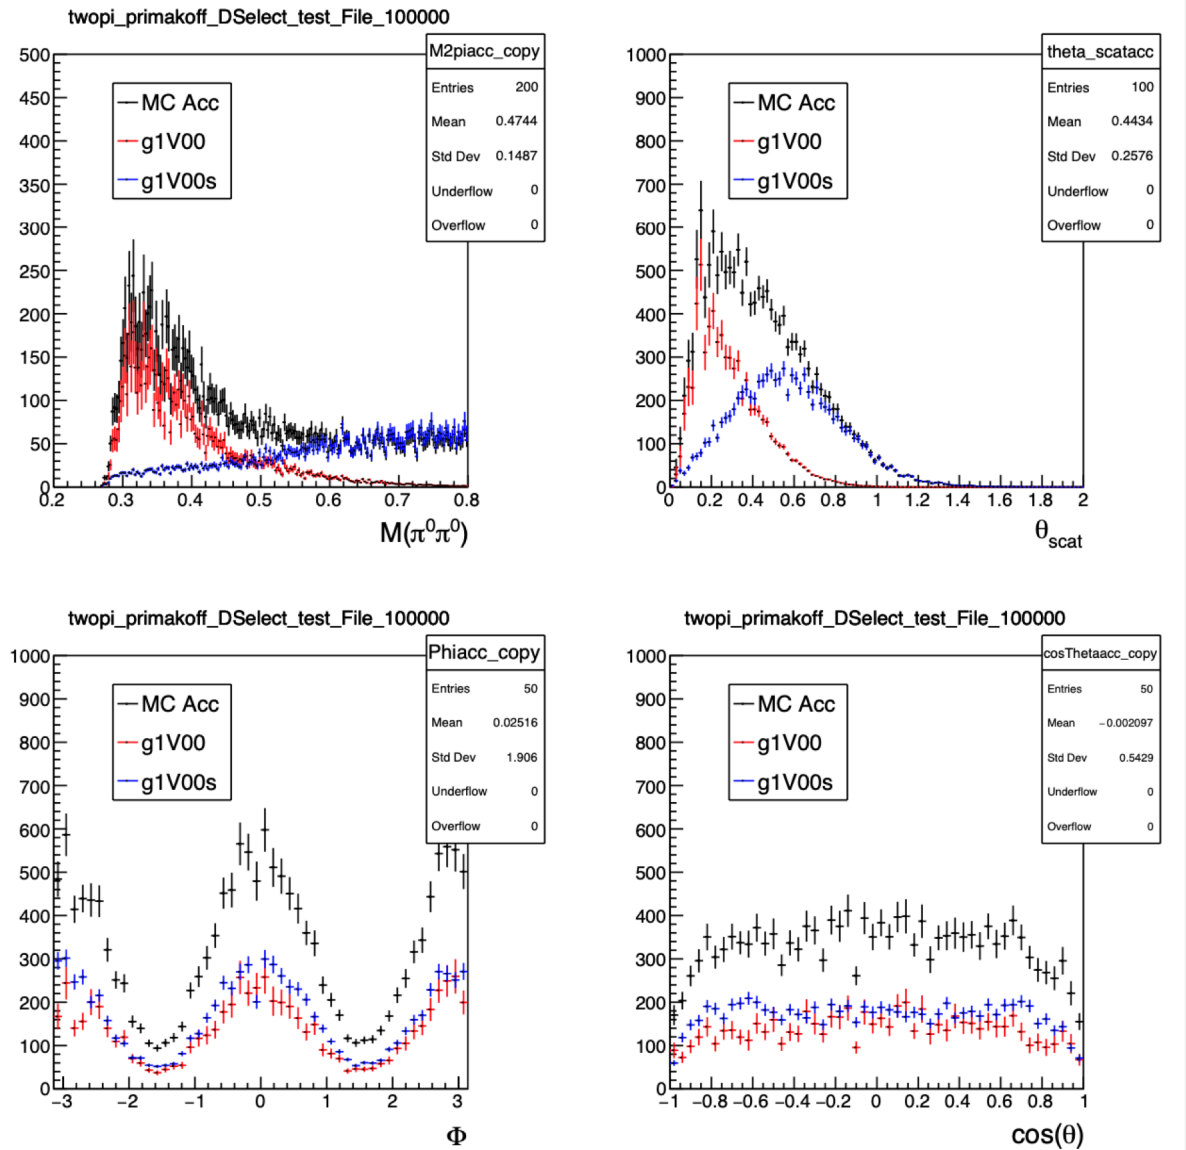 twopi_primakoff_DSelect_test_File_100000
M2piacc_copy
Entries 200
Mean 0.4744
Std Dev 0.1487
Underflow 0
Overflow 0
MC Acc
g1V00
g1V00s
500
450
400
350
300
250
200
150
100
50
0
0.2 0.3 0.4 0.5 0.6 0.7 0.8
M(π⁰π⁰)
theta_scatacc
Entries 100
Mean 0.4434
Std Dev 0.2576
Underflow 0
Overflow 0
MC Acc
g1V00
g1V00s
1000
900
800
700
600
500
400
300
200
100
0
0 0.2 0.4 0.6 0.8 1 1.2 1.4 1.6 1.8 2
θscat
twopi_primakoff_DSelect_test_File_100000
Phiacc_copy
Entries 50
Mean 0.02516
Std Dev 1.906
Underflow 0
Overflow 0
MC Acc
g1V00
g1V00s
1000
900
800
700
600
500
400
300
200
100
0
−3 −2 −1 0 1 2 3
Φ
twopi_primakoff_DSelect_test_File_100000
cosThetaacc_copy
Entries 50
Mean −0.002097
Std Dev 0.5429
Underflow 0
Overflow 0
MC Acc
g1V00
g1V00s
1000
900
800
700
600
500
400
300
200
100
0
−1 −0.8 −0.6 −0.4 −0.2 0 0.2 0.4 0.6 0.8 1
cos(θ)